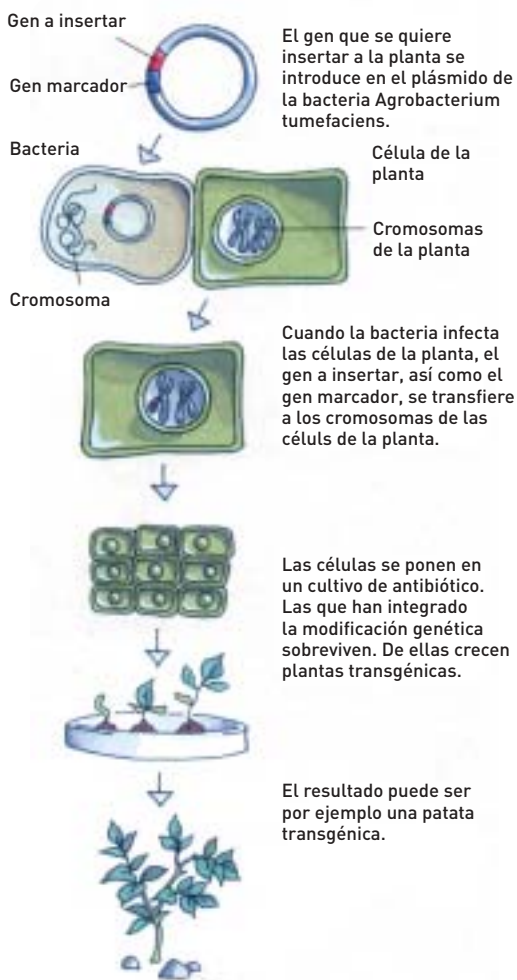 Gen a insertar
Gen marcador
El gen que se quiere
insertar a la planta se
introduce en el plásmido de
la bacteria Agrobacterium
tumefaciens.
Bacteria
Célula de la
planta
Cromosomas
de la planta
Cromosoma
Cuando la bacteria infecta
las células de la planta, el
gen a insertar, así como el
gen marcador, se transfiere
a los cromosomas de las
céluls de la planta.
Las células se ponen en
un cultivo de antibiótico.
Las que han integrado
la modificación genética
sobreviven. De ellas crecen
plantas transgénicas.
El resultado puede ser
por ejemplo una patata
transgénica.